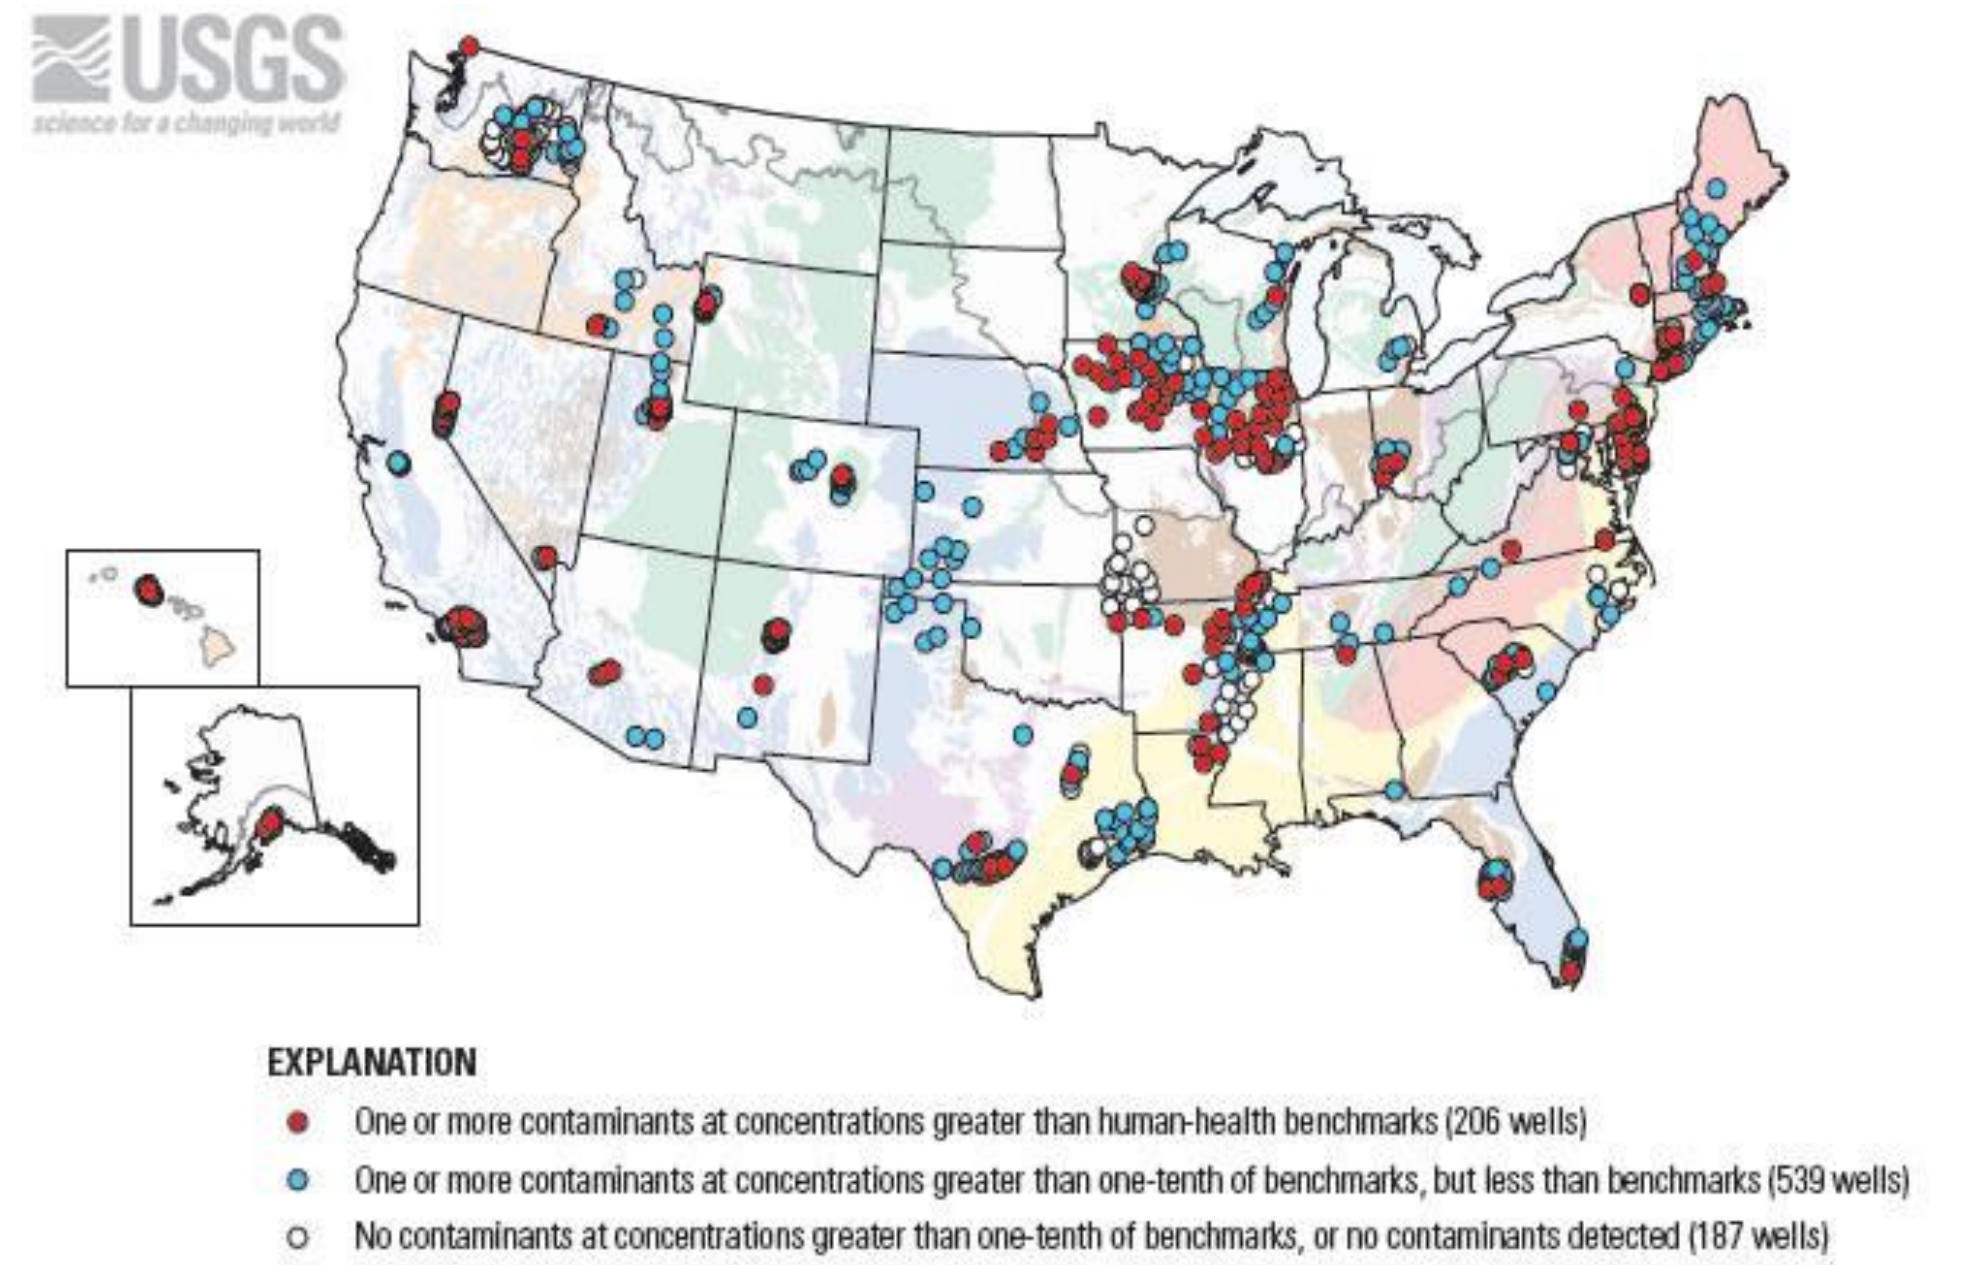 USGS
science for a changing world
EXPLANATION
One or more contaminants at concentrations greater than human-health benchmarks (206 wells)
One or more contaminants at concentrations greater than one-tenth of benchmarks, but less than benchmarks (539 wells)
No contaminants at concentrations greater than one-tenth of benchmarks, or no contaminants detected (187 wells)